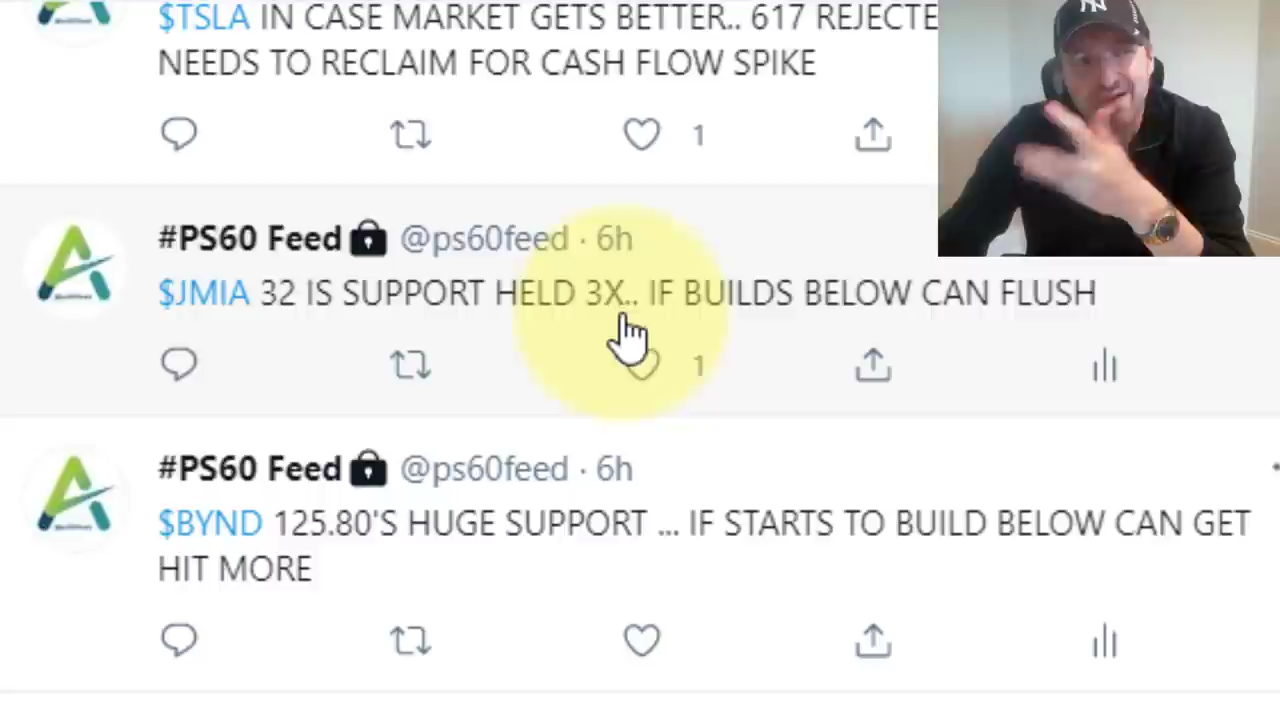 $TSLA IN CASE MARKET GETS BETTER.. 617 REJECTE
NEEDS TO RECLAIM FOR CASH FLOW SPIKE
1
#PS60 Feed @ps60feed · 6h
$JMIA 32 IS SUPPORT HELD 3X.. IF BUILDS BELOW CAN FLUSH
1
#PS60 Feed @ps60feed · 6h
$BYND 125.80'S HUGE SUPPORT ... IF STARTS TO BUILD BELOW CAN GET
HIT MORE